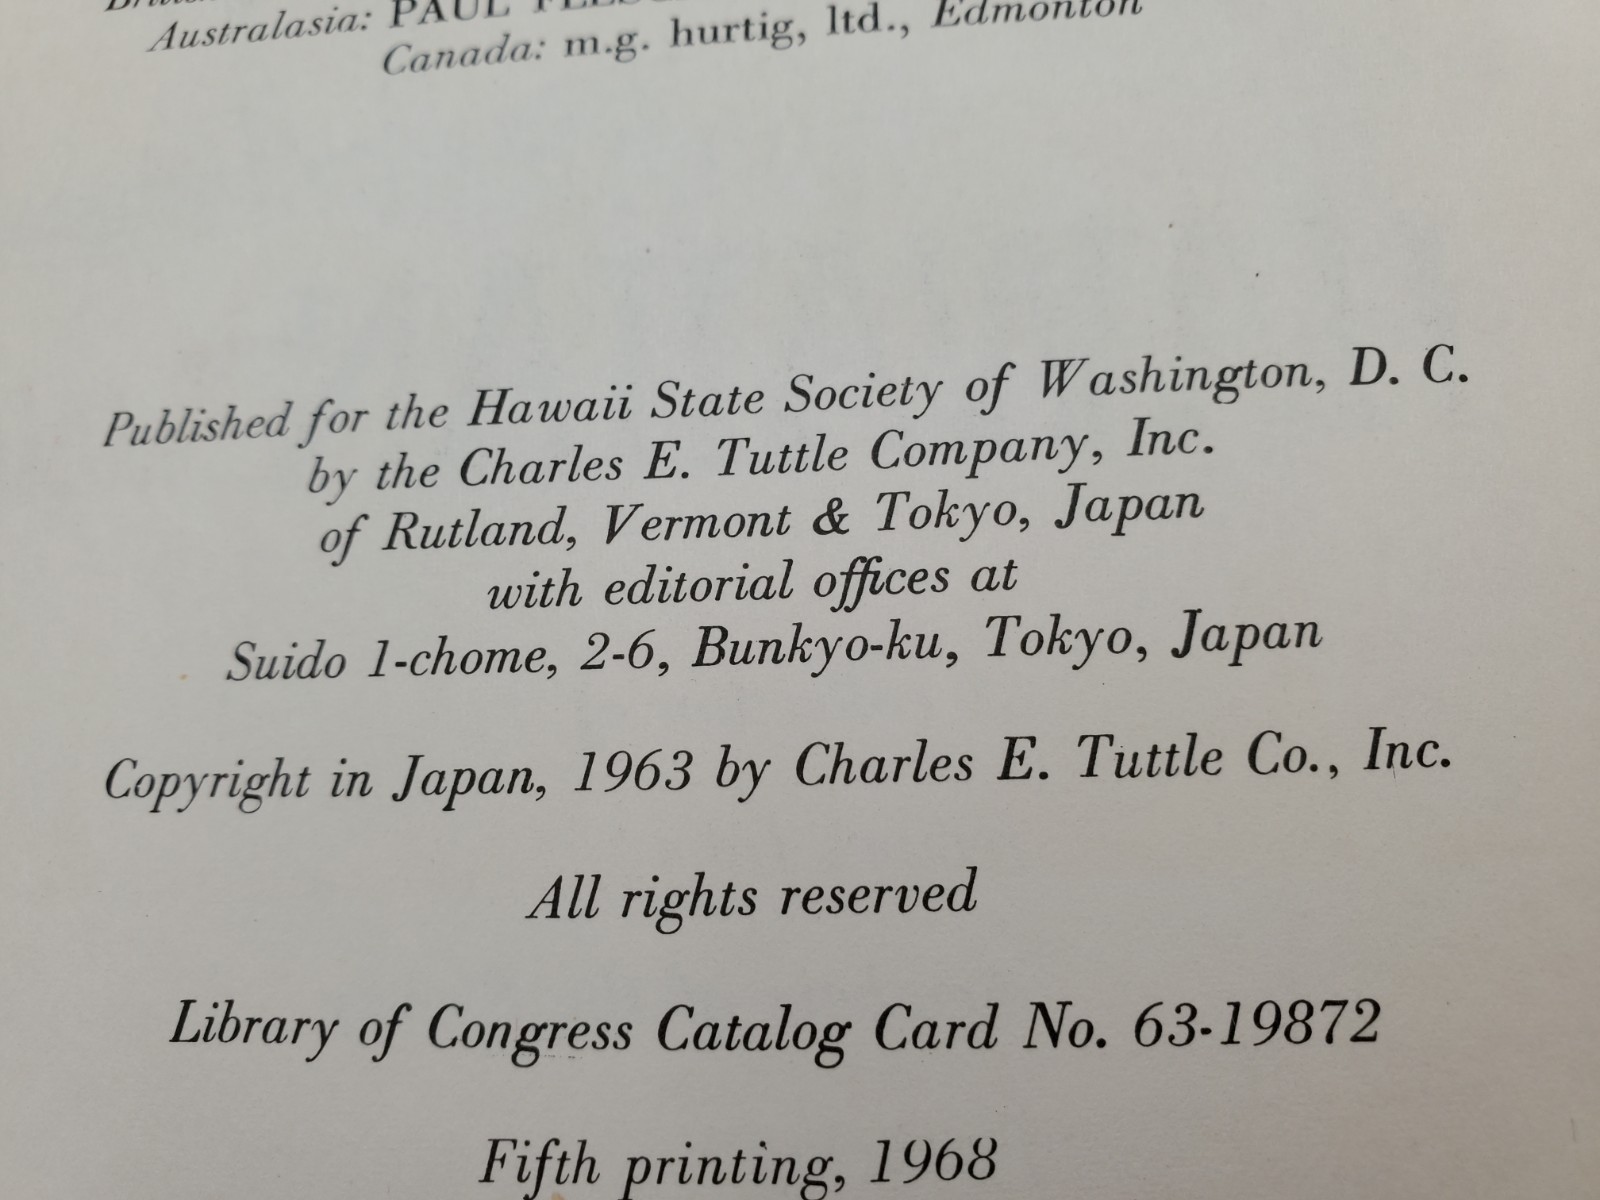 Australasia: PAUL
Canada: m.g. hurtig, ltd., Edmonton
Published for the Hawaii State Society of Washington, D. C.
by the Charles E. Tuttle Company, Inc.
of Rutland, Vermont & Tokyo, Japan
with editorial offices at
Suido 1-chome, 2-6, Bunkyo-ku, Tokyo, Japan
Copyright in Japan, 1963 by Charles E. Tuttle Co., Inc.
All rights reserved
Library of Congress Catalog Card No. 63-19872
Fifth printing, 1968